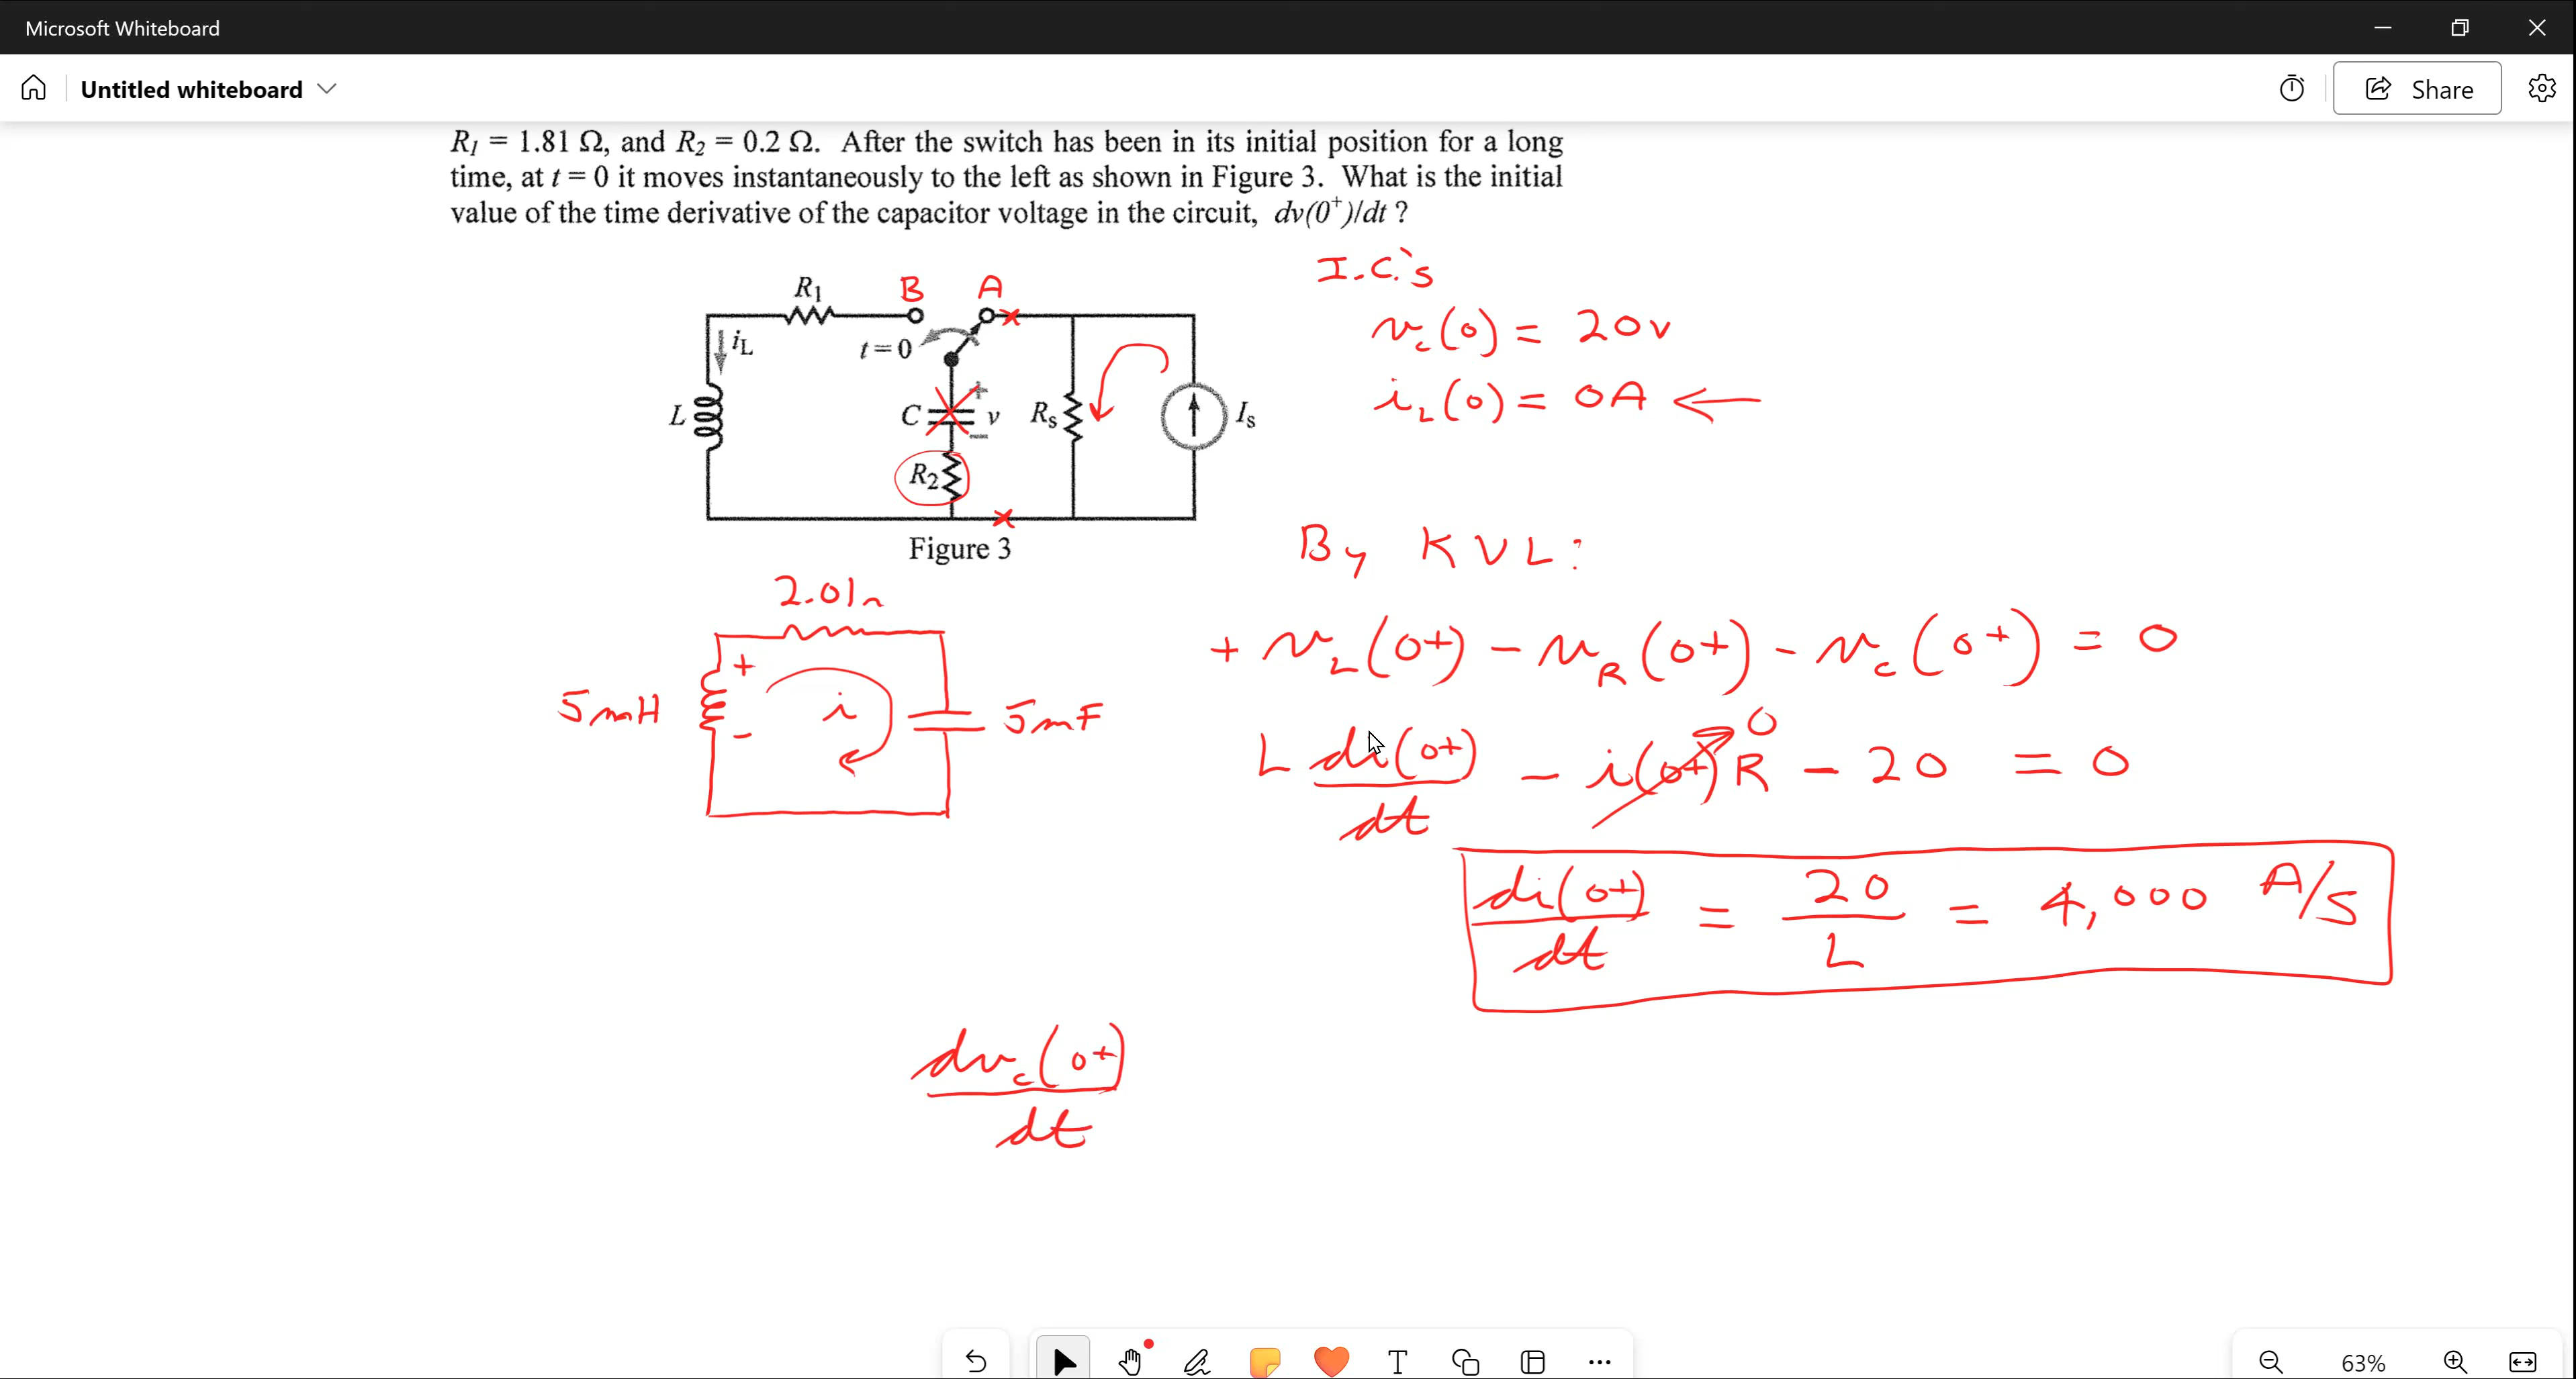 Microsoft Whiteboard
Untitled whiteboard
Share
R1 = 1.81 Ω, and R2 = 0.2 Ω. After the switch has been in its initial position for a long
time, at t = 0 it moves instantaneously to the left as shown in Figure 3. What is the initial
value of the time derivative of the capacitor voltage in the circuit, dv(0⁺)/dt ?
R1 B A
iL t = 0
L C + v − Rs Is
R2
Figure 3
I.C.'s
vc(0) = 20v
iL(0) = 0A ←
By KVL:
+ vL(0+) − vR(0+) − vc(0+) = 0
L di(0+)/dt − i(0+)R 0 − 20 = 0
di(0+)/dt = 20/L = 4,000 A/s
2.01Ω
5mH + − i 5mF
dvc(0+)/dt
63%